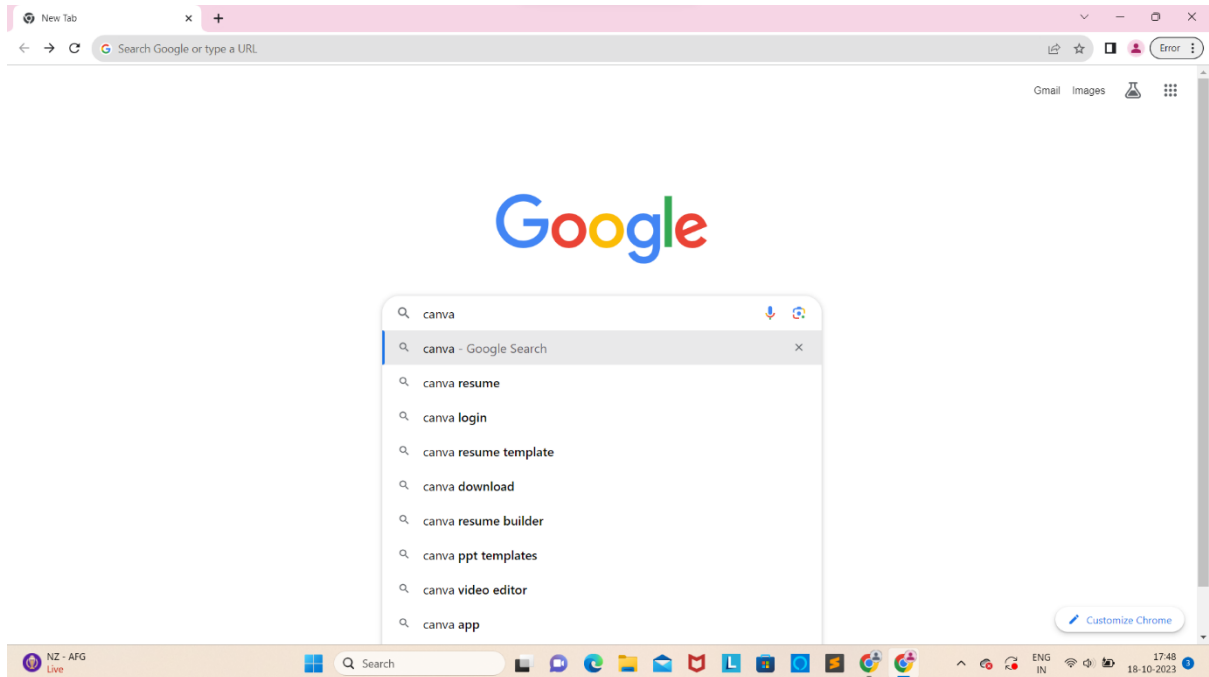 New Tab
Search Google or type a URL
Error
Gmail Images
Google
canva
canva - Google Search
canva resume
canva login
canva resume template
canva download
canva resume builder
canva ppt templates
canva video editor
canva app
Customize Chrome
NZ - AFG
Live
Search
ENG
IN
17:48
18-10-2023
3